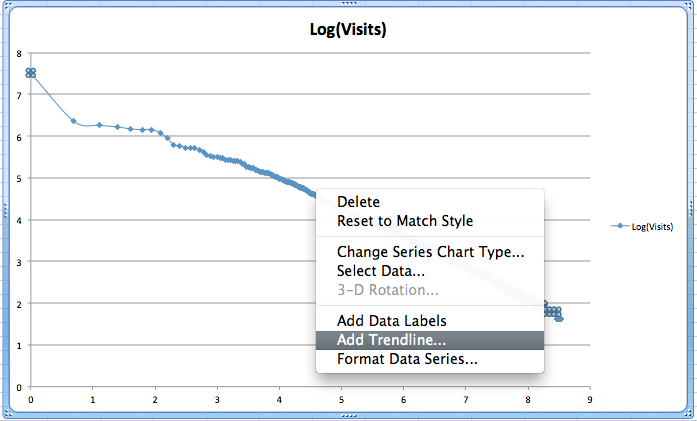 Log(Visits)
8
7
6
5
4
3
2
1
0
0 1 2 3 4 5 6 7 8 9
Log(Visits)
Delete
Reset to Match Style
Change Series Chart Type...
Select Data...
3-D Rotation...
Add Data Labels
Add Trendline...
Format Data Series...